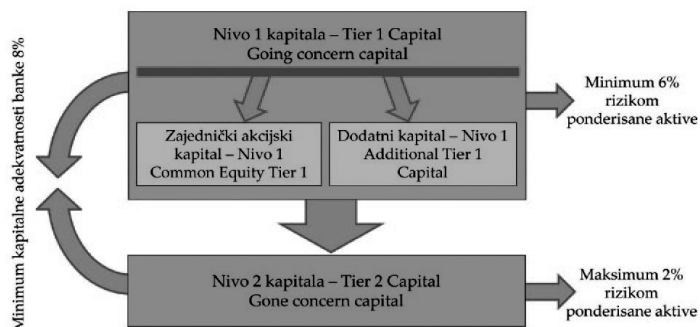 Minimum kapitalne adekvatnosti banke 8%
Nivo 1 kapitala – Tier 1 Capital
Going concern capital
Zajednički akcijski
kapital – Nivo 1
Common Equity Tier 1
Dodatni kapital – Nivo 1
Additional Tier 1
Capital
Minimum 6%
rizikom
ponderisane aktive
Nivo 2 kapitala – Tier 2 Capital
Gone concern capital
Maksimum 2%
rizikom
ponderisane aktive